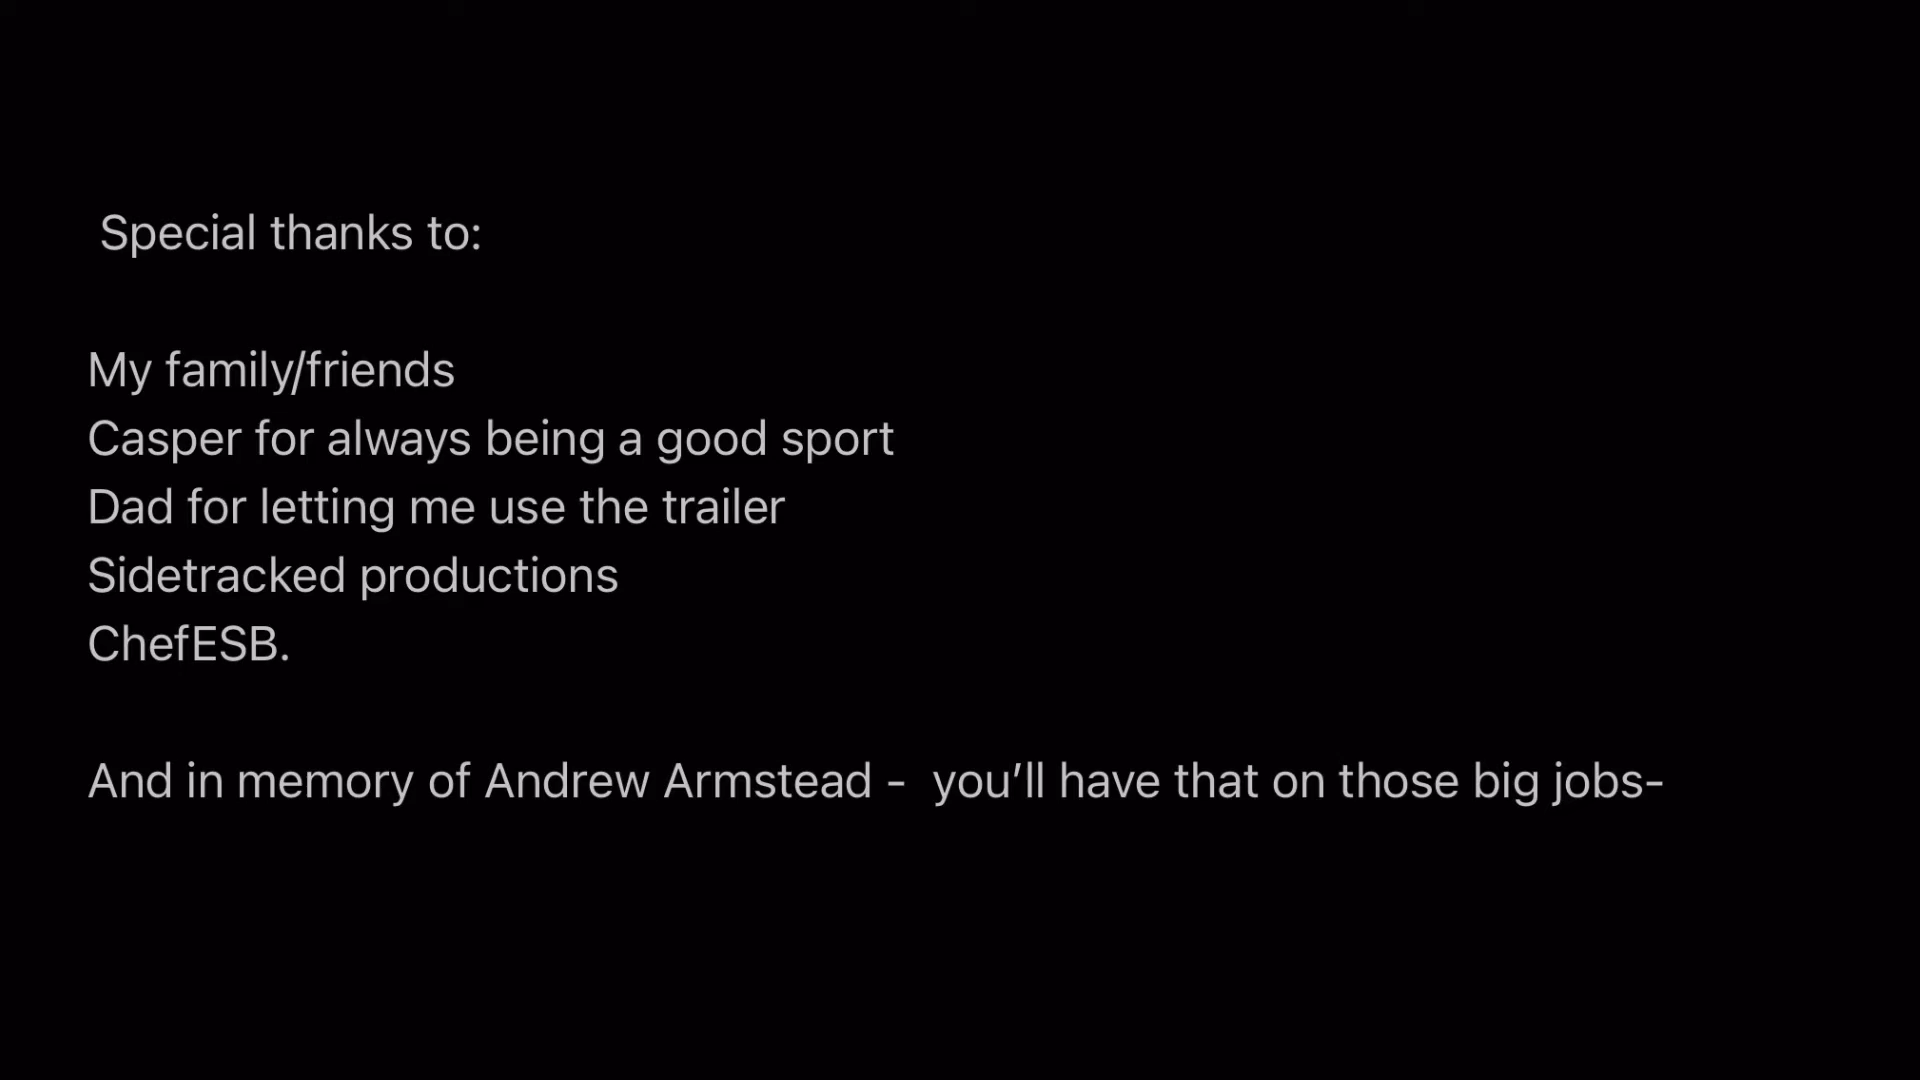 Special thanks to:
My family/friends
Casper for always being a good sport
Dad for letting me use the trailer
Sidetracked productions
ChefESB.
And in memory of Andrew Armstead -  you’ll have that on those big jobs-